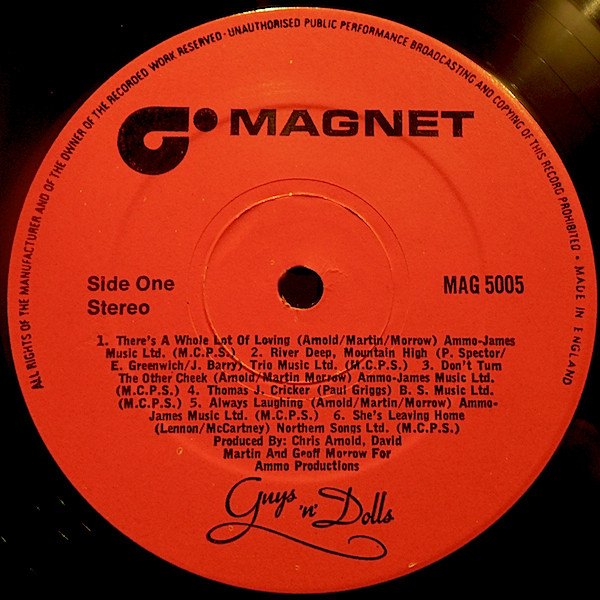 ALL RIGHTS OF THE MANUFACTURER AND OF THE OWNER OF THE RECORDED WORK RESERVED · UNAUTHORISED PUBLIC PERFORMANCE BROADCASTING AND COPYING OF THIS RECORD PROHIBITED • MADE IN ENGLAND
MAGNET
Side One
Stereo
MAG 5005
1. There's A Whole Lot Of Loving (Arnold/Martin/Morrow) Ammo-James
Music Ltd. (M.C.P.S.) 2. River Deep, Mountain High (P. Spector/
E. Greenwich/J. Barry) Trio Music Ltd. (M.C.P.S.) 3. Don't Turn
The Other Cheek (Arnold/Martin Morrow) Ammo-James Music Ltd.
(M.C.P.S.) 4. Thomas J. Cricker (Paul Griggs) B. S. Music Ltd.
(M.C.P.S.) 5. Always Laughing (Arnold/Martin/Morrow) Ammo-
James Music Ltd. (M.C.P.S.) 6. She's Leaving Home
(Lennon/McCartney) Northern Songs Ltd. (M.C.P.S.)
Produced By: Chris Arnold, David
Martin And Geoff Morrow For
Ammo Productions
Guys 'n' Dolls